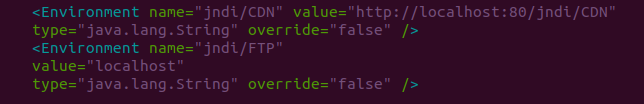 <Environment name="jndi/CDN" value="http://localhost:80/jndi/CDN"
type="java.lang.String" override="false" />
<Environment name="jndi/FTP"
value="localhost"
type="java.lang.String" override="false" />